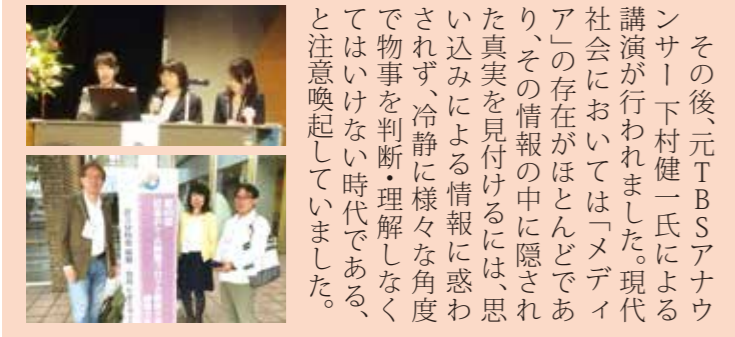 その後、元TBSアナウ
ンサー 下村健一氏による
講演が行われました。現代
社会においては「メディ
ア」の存在がほとんどであ
り、その情報の中に隠され
た真実を見付けるには、思
い込みによる情報に惑わ
されず、冷静に様々な角度
で物事を判断・理解しなく
てはいけない時代である、
と注意喚起していました。